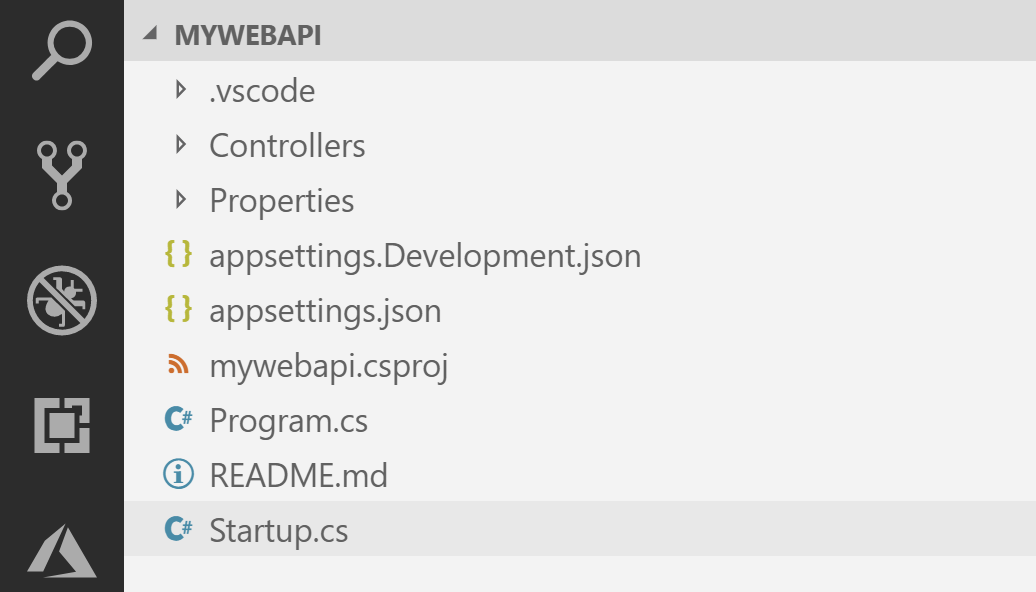 MYWEBAPI
.vscode
Controllers
Properties
appsettings.Development.json
appsettings.json
mywebapi.csproj
Program.cs
README.md
Startup.cs